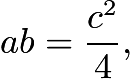 ab = \frac{c^2}{4},